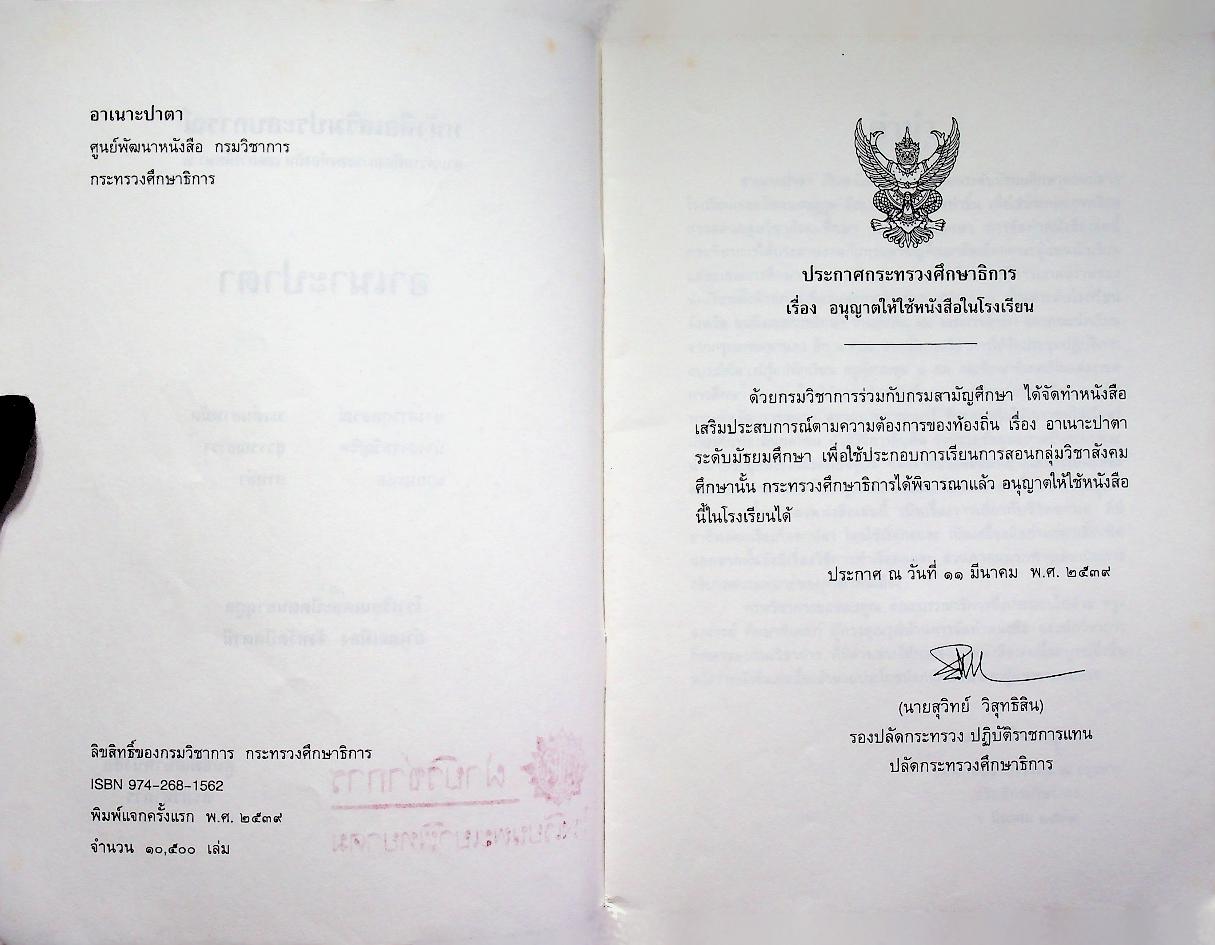 อาเนาะปาตา
ศูนย์พัฒนาหนังสือ กรมวิชาการ
กระทรวงศึกษาธิการ
ลิขสิทธิ์ของกรมวิชาการ กระทรวงศึกษาธิการ
ISBN 974-268-1562
พิมพ์แจกครั้งแรก พ.ศ. ๒๕๓๙
จำนวน ๑๐,๕๐๐ เล่ม
ประกาศกระทรวงศึกษาธิการ
เรื่อง อนุญาตให้ใช้หนังสือในโรงเรียน
ด้วยกรมวิชาการร่วมกับกรมสามัญศึกษา ได้จัดทำหนังสือ
เสริมประสบการณ์ตามความต้องการของท้องถิ่น เรื่อง อาเนาะปาตา
ระดับมัธยมศึกษา เพื่อใช้ประกอบการเรียนการสอนกลุ่มวิชาสังคม
ศึกษานั้น กระทรวงศึกษาธิการได้พิจารณาแล้ว อนุญาตให้ใช้หนังสือ
นี้ในโรงเรียนได้
ประกาศ ณ วันที่ ๑๑ มีนาคม พ.ศ. ๒๕๓๙
(นายสุวิทย์ วิสุทธิสิน)
รองปลัดกระทรวง ปฏิบัติราชการแทน
ปลัดกระทรวงศึกษาธิการ